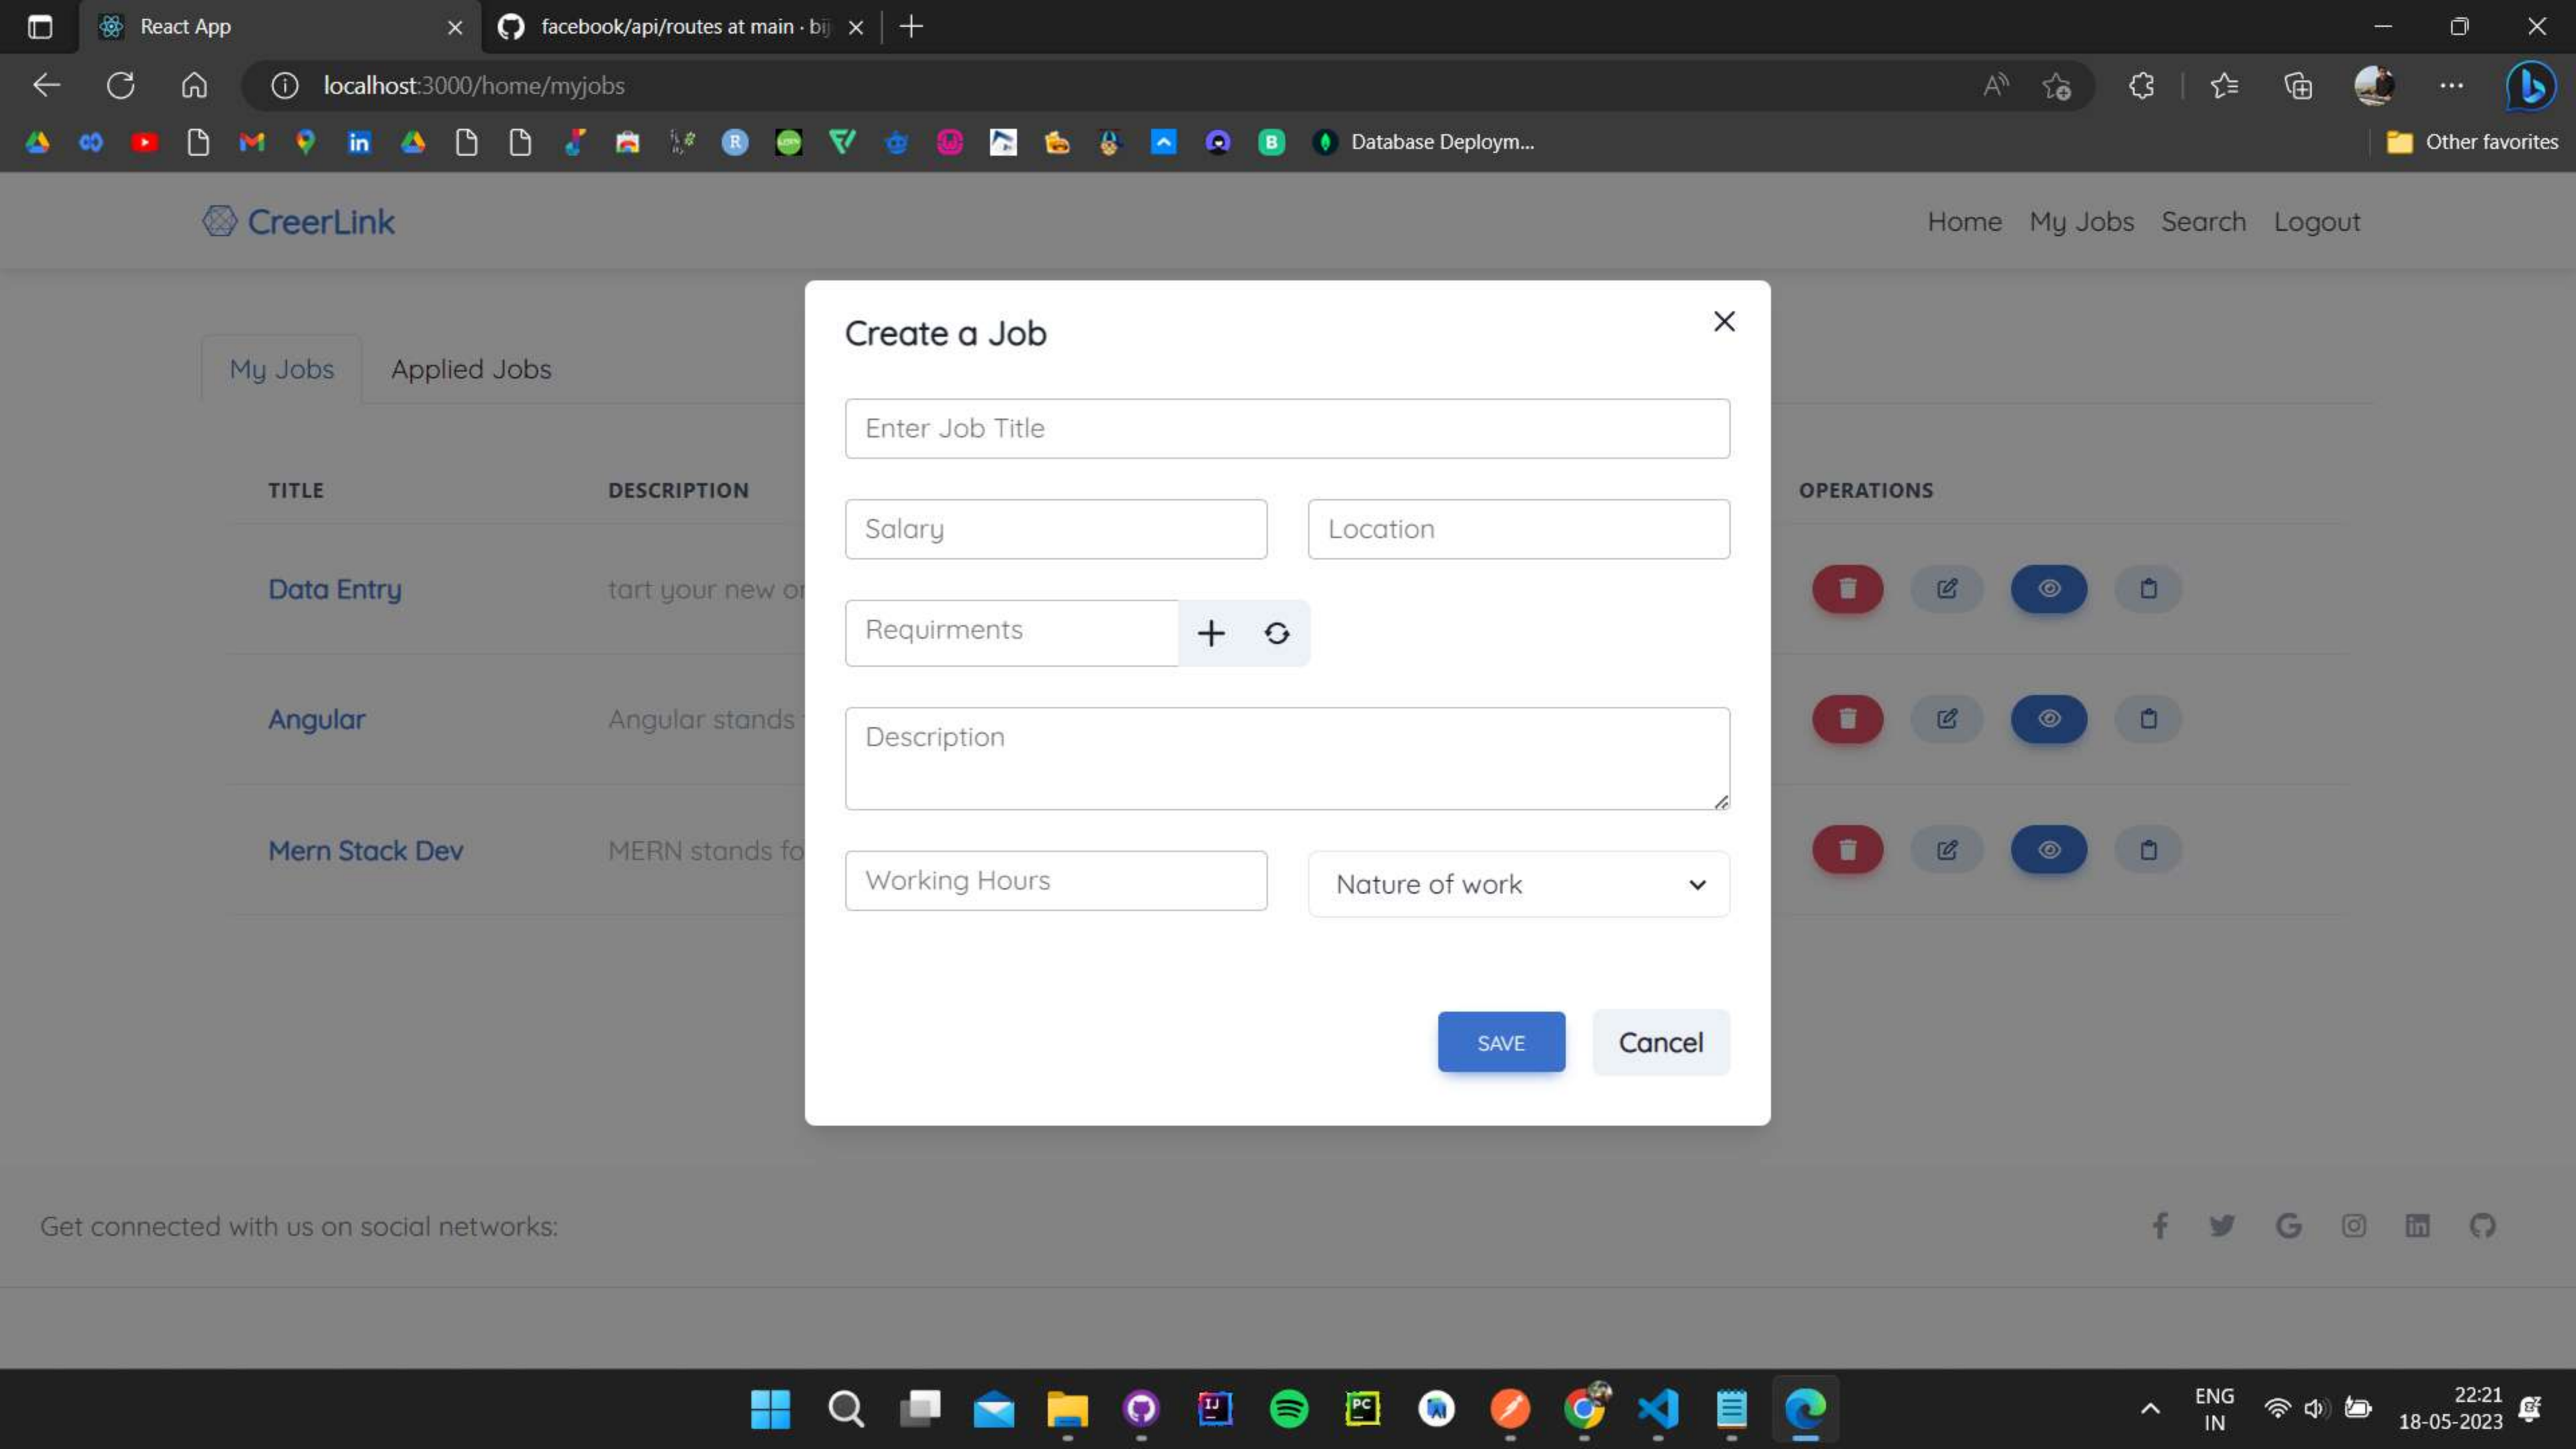 React App
facebook/api/routes at main · bij
localhost:3000/home/myjobs
Database Deploym...
Other favorites
CreerLink
Home My Jobs Search Logout
Create a Job
My Jobs Applied Jobs
Enter Job Title
TITLE DESCRIPTION OPERATIONS
Salary Location
Data Entry tart your new or
Requirments
Angular Angular stands
Description
Mern Stack Dev MERN stands fo
Working Hours Nature of work
SAVE Cancel
Get connected with us on social networks:
ENG
IN
22:21
18-05-2023